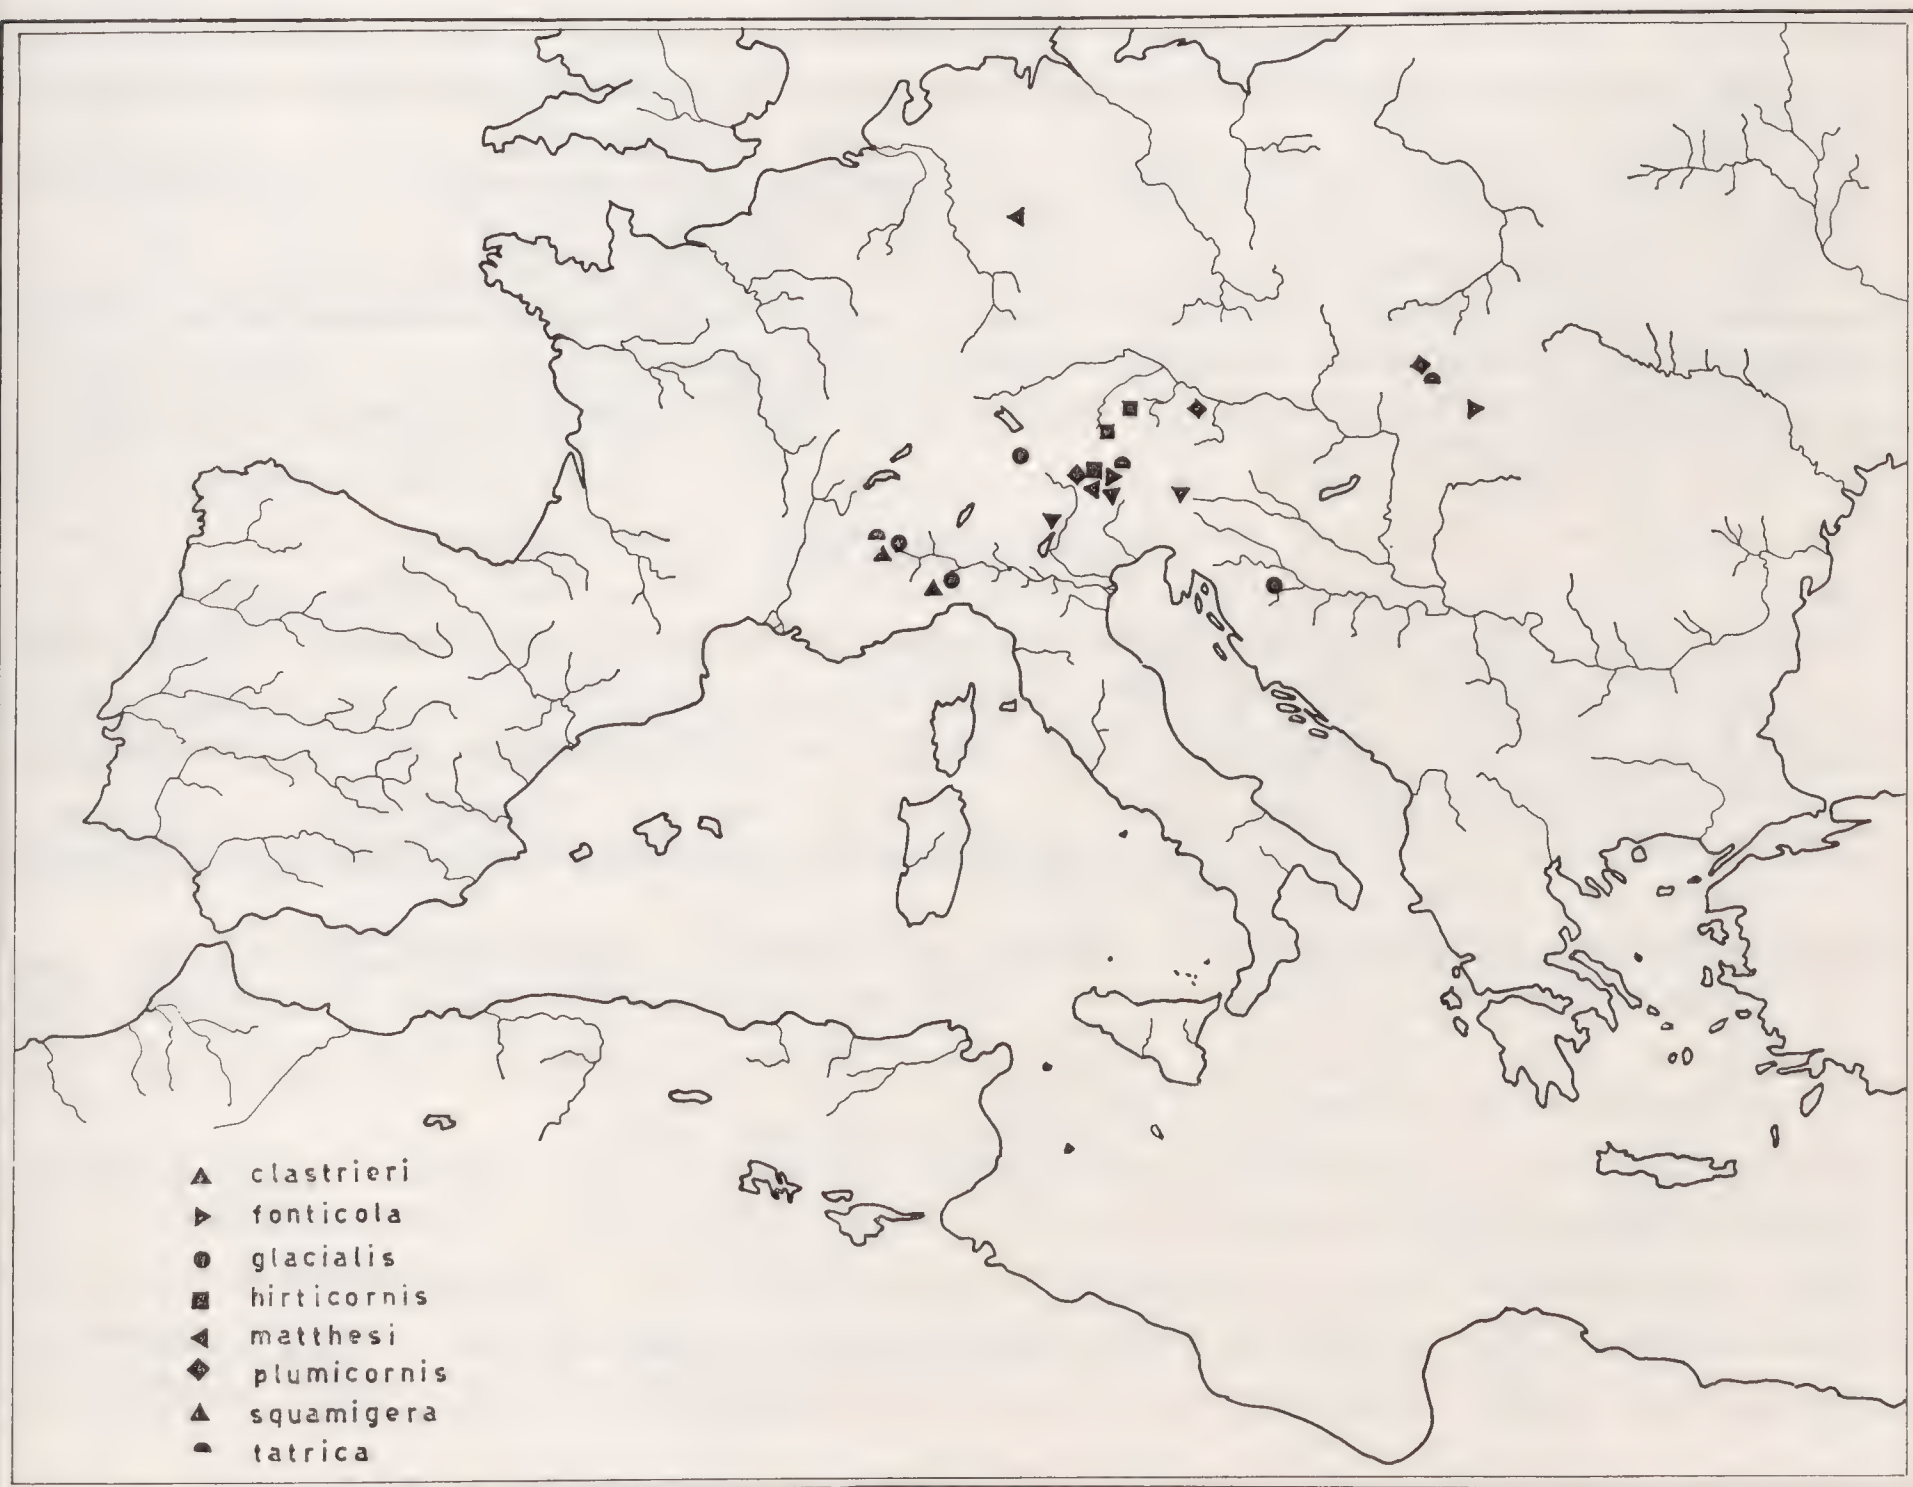 clastrieri
fonticola
glacialis
hirticornis
matthesi
plumicornis
squamigera
tatrica